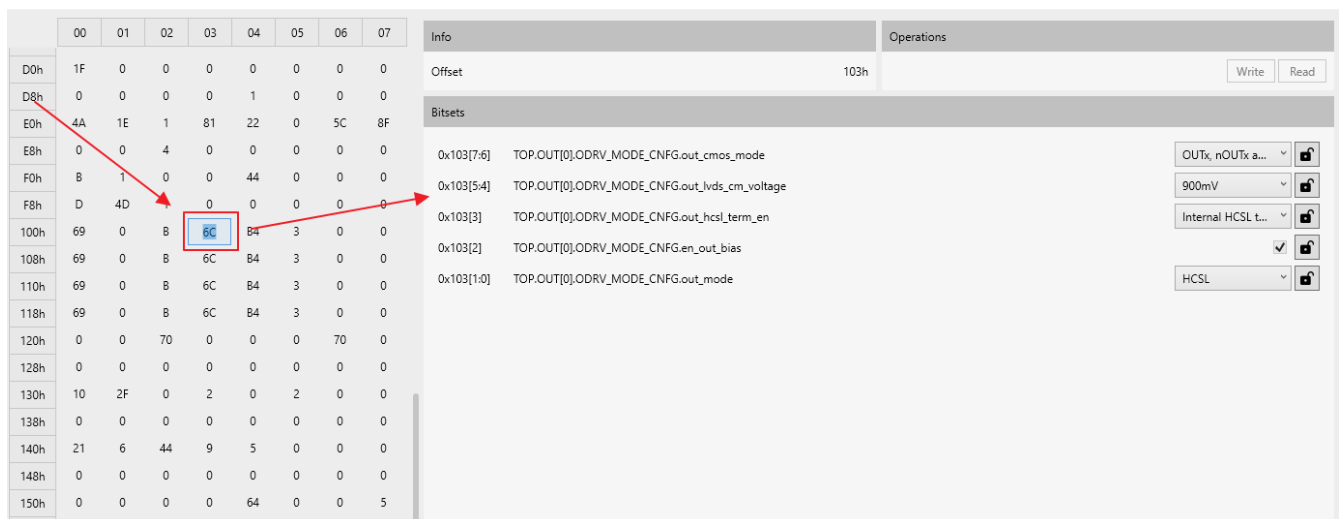 00 01 02 03 04 05 06 07
D0h 1F 0 0 0 0 0 0 0
D8h 0 0 0 0 1 0 0 0
E0h 4A 1E 1 81 22 0 5C 8F
E8h 0 0 4 0 0 0 0 0
F0h B 1 0 0 44 0 0 0
F8h D 4D 1 0 0 0 0 0
100h 69 0 B 6C B4 3 0 0
108h 69 0 B 6C B4 3 0 0
110h 69 0 B 6C B4 3 0 0
118h 69 0 B 6C B4 3 0 0
120h 0 0 70 0 0 0 70 0
128h 0 0 0 0 0 0 0 0
130h 10 2F 0 2 0 2 0 0
138h 0 0 0 0 0 0 0 0
140h 21 6 44 9 5 0 0 0
148h 0 0 0 0 0 0 0 0
150h 0 0 0 0 64 0 0 5
Info
Offset 103h
Operations
Write Read
Bitsets
0x103[7:6] TOP.OUT[0].ODRV_MODE_CNFG.out_cmos_mode OUTx, nOUTx a...
0x103[5:4] TOP.OUT[0].ODRV_MODE_CNFG.out_lvds_cm_voltage 900mV
0x103[3] TOP.OUT[0].ODRV_MODE_CNFG.out_hcsl_term_en Internal HCSL t...
0x103[2] TOP.OUT[0].ODRV_MODE_CNFG.en_out_bias
0x103[1:0] TOP.OUT[0].ODRV_MODE_CNFG.out_mode HCSL